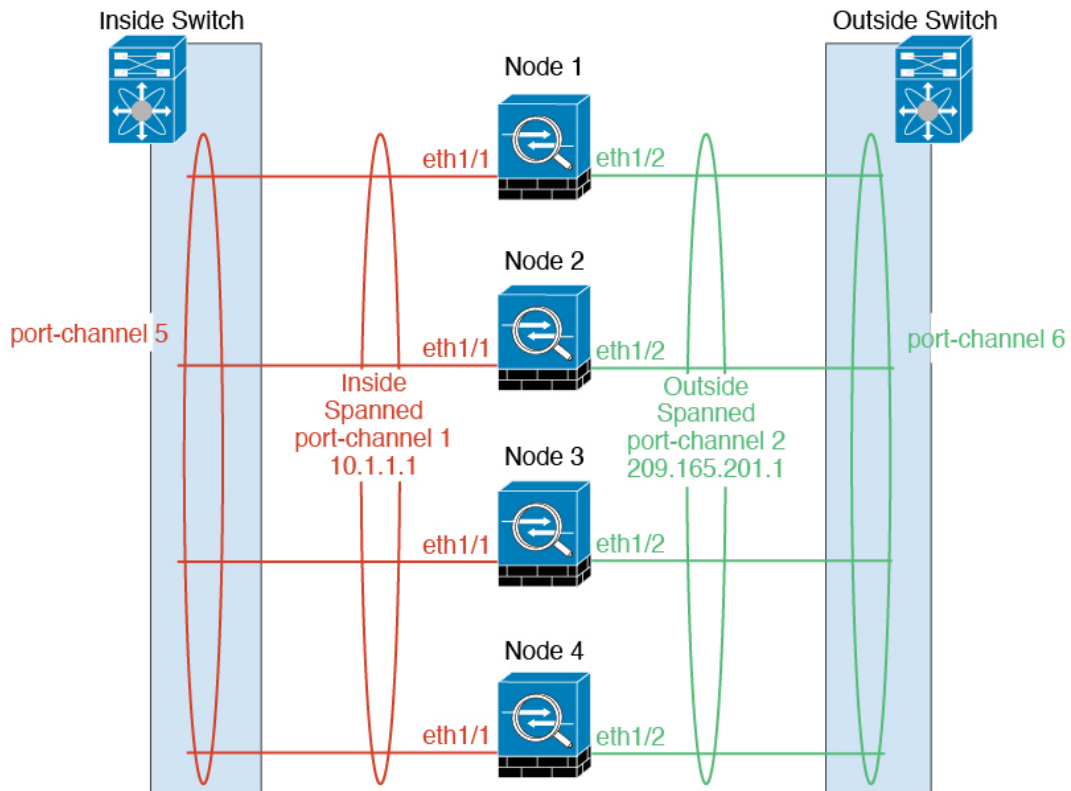 Inside Switch
Outside Switch
Node 1
eth1/1
eth1/2
Node 2
port-channel 5
port-channel 6
eth1/1
eth1/2
Inside
Spanned
port-channel 1
10.1.1.1
Outside
Spanned
port-channel 2
209.165.201.1
Node 3
eth1/1
eth1/2
Node 4
eth1/1
eth1/2